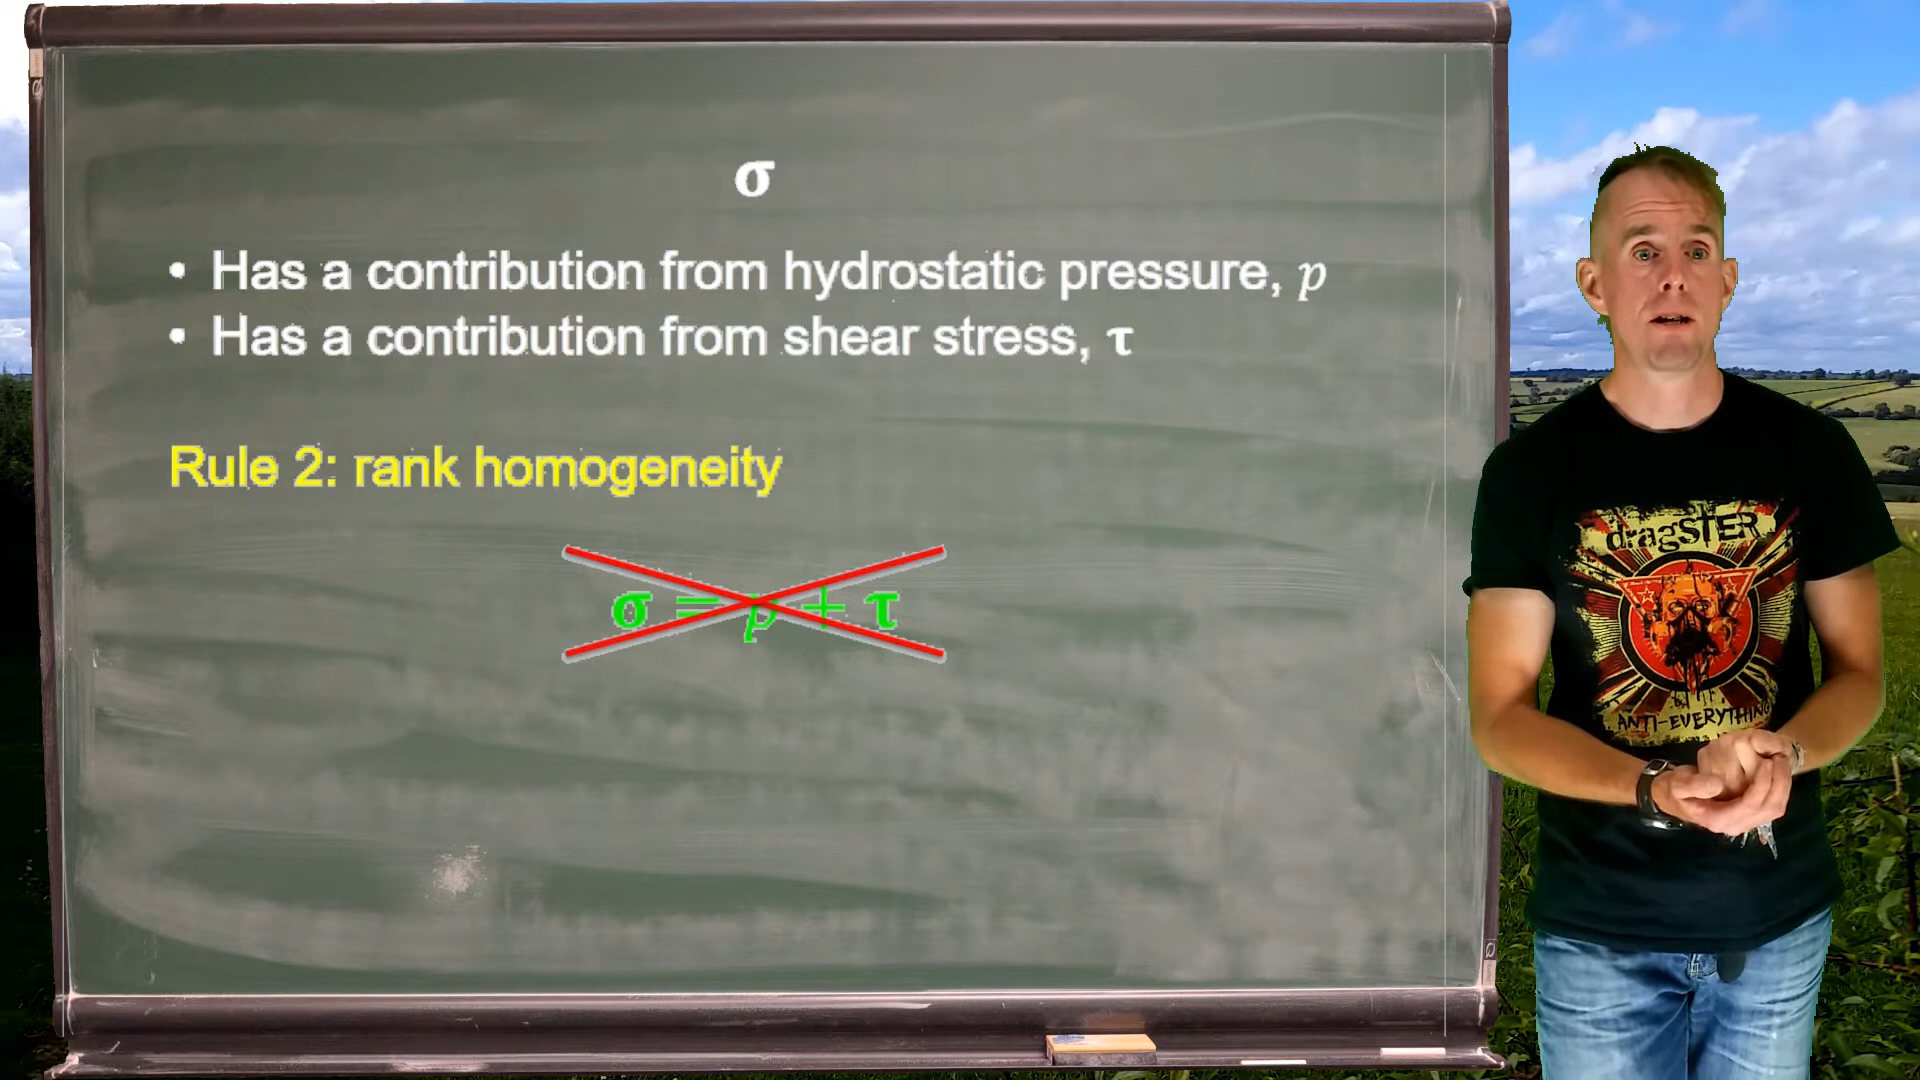 σ
• Has a contribution from hydrostatic pressure, p
• Has a contribution from shear stress, τ
Rule 2: rank homogeneity
σ = p + τ
dragSTER
ANTI-EVERYTHING